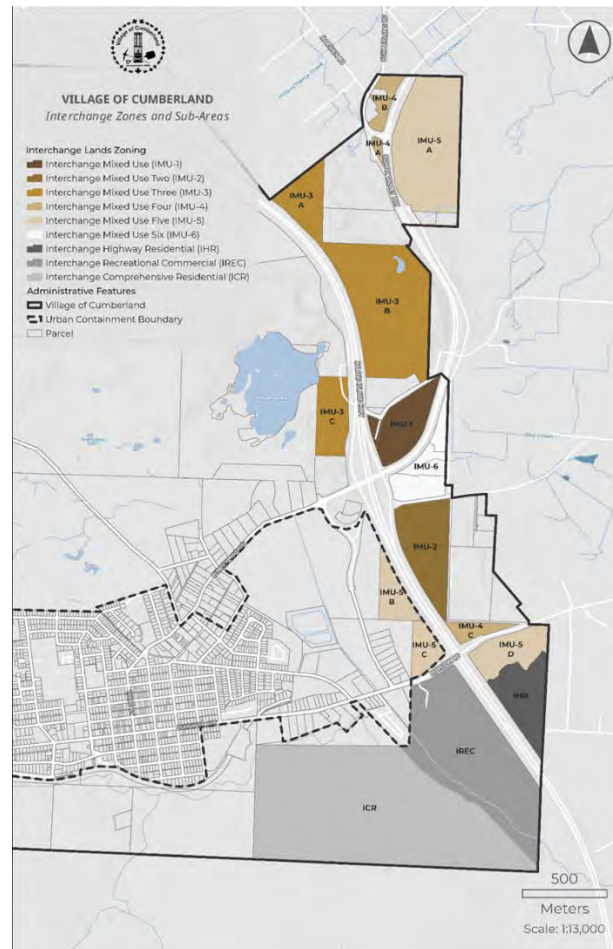 Village of Cumberland
VILLAGE OF CUMBERLAND
Interchange Zones and Sub-Areas
Interchange Lands Zoning
Interchange Mixed Use (IMU-1)
Interchange Mixed Use Two (IMU-2)
Interchange Mixed Use Three (IMU-3)
Interchange Mixed Use Four (IMU-4)
Interchange Mixed Use Five (IMU-5)
Interchange Mixed Use Six (IMU-6)
Interchange Highway Residential (IHR)
Interchange Recreational Commercial (IREC)
Interchange Comprehensive Residential (ICR)
Administrative Features
Village of Cumberland
Urban Containment Boundary
Parcel
IMU-4
B
IMU-4
A
IMU-5
A
IMU-3
A
IMU-3
B
IMU-3
C
IMU-1
IMU-6
IMU-2
IMU-5
B
IMU-4
C
IMU-5
C
IMU-5
D
IHR
IREC
ICR
500
Meters
Scale: 1:13,000